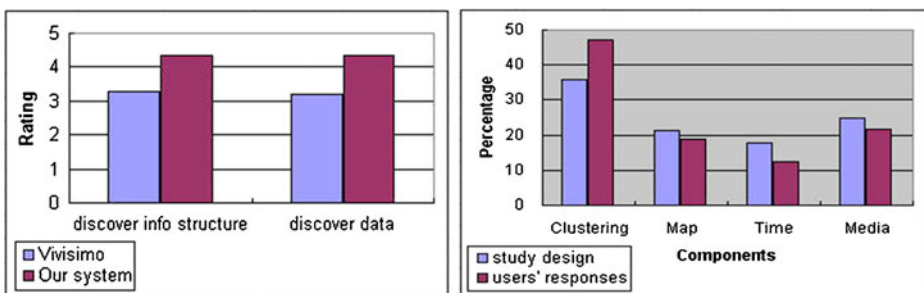 Rating
5
4
3
2
1
0
discover info structure
discover data
Vivisimo
Our system
Percentage
50
40
30
20
10
0
Clustering
Map
Time
Media
Components
study design
users' responses